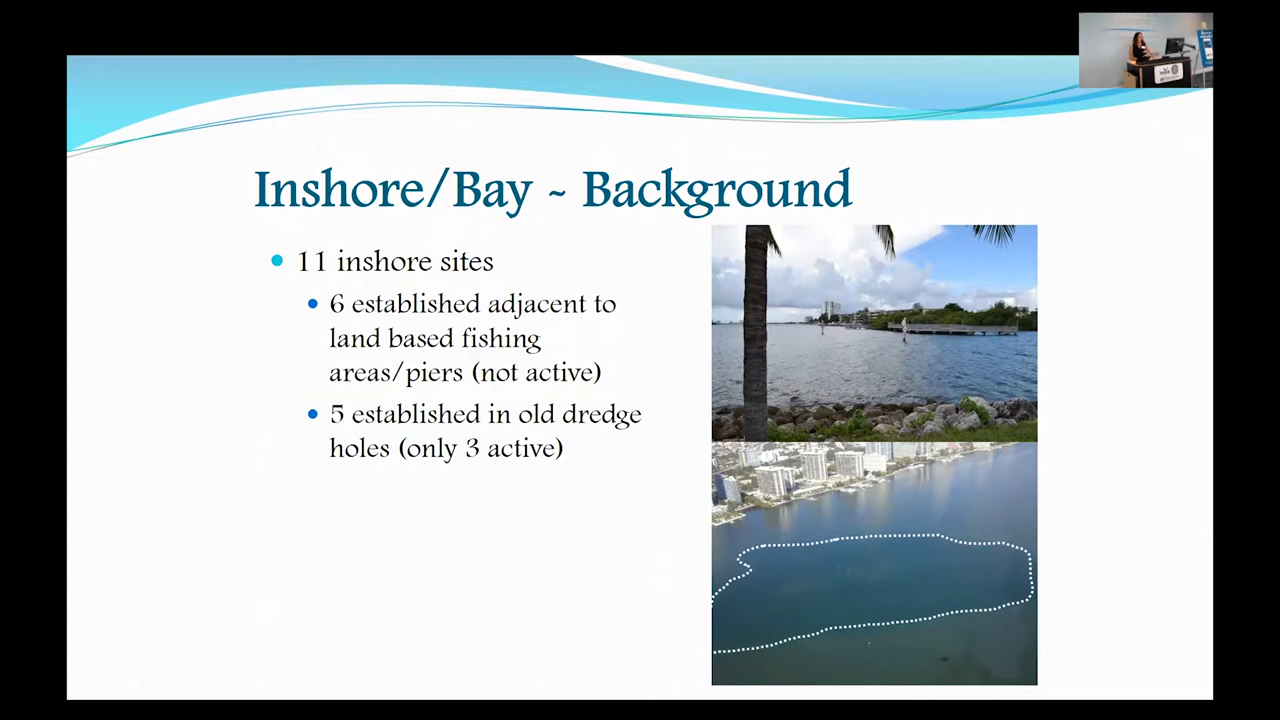 Inshore/Bay ~ Background
11 inshore sites
6 established adjacent to
land based fishing
areas/piers (not active)
5 established in old dredge
holes (only 3 active)